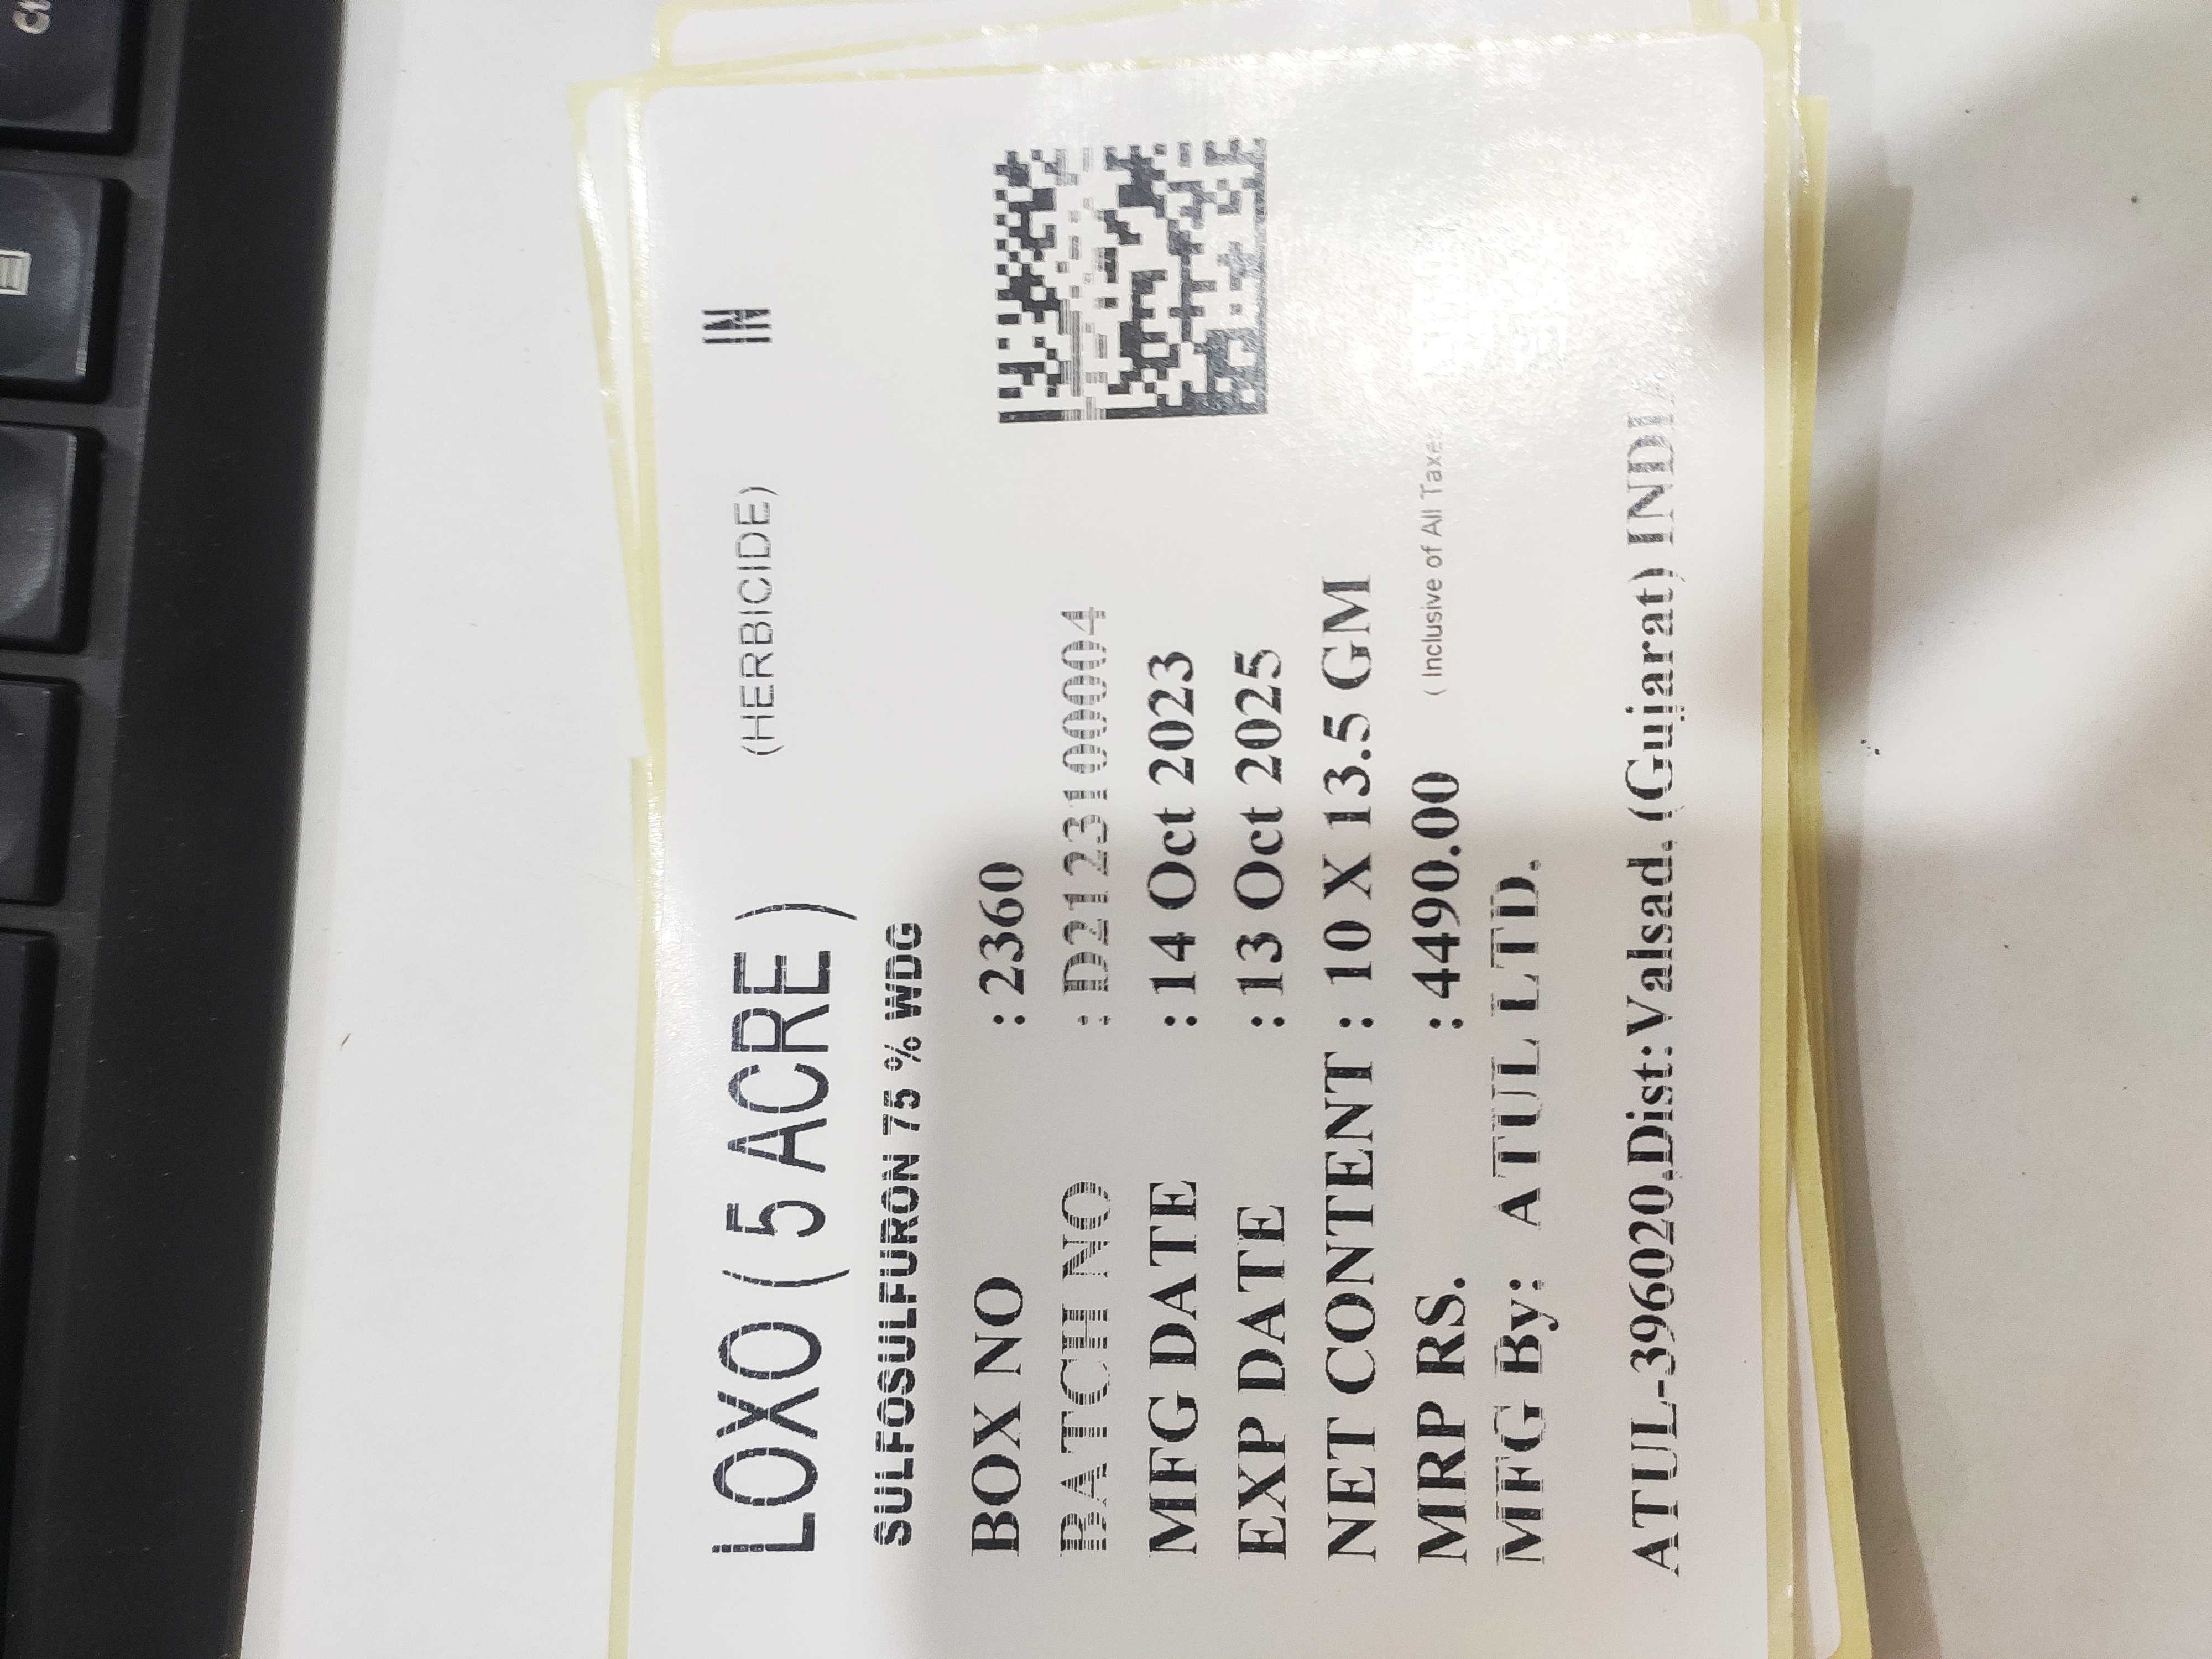 LOXO ( 5 ACRE ) (HERBICIDE) IN
SULFOSULFURON 75 % WDG
BOX NO : 2360
BATCH NO : D212310004
MFG DATE : 14 Oct 2023
EXP DATE : 13 Oct 2025
NET CONTENT : 10 X 13.5 GM
MRP RS. : 4490.00 ( Inclusive of All Taxe
MFG By: ATUL LTD.
ATUL-396020,Dist:Valsad. (Gujarat) INDIA